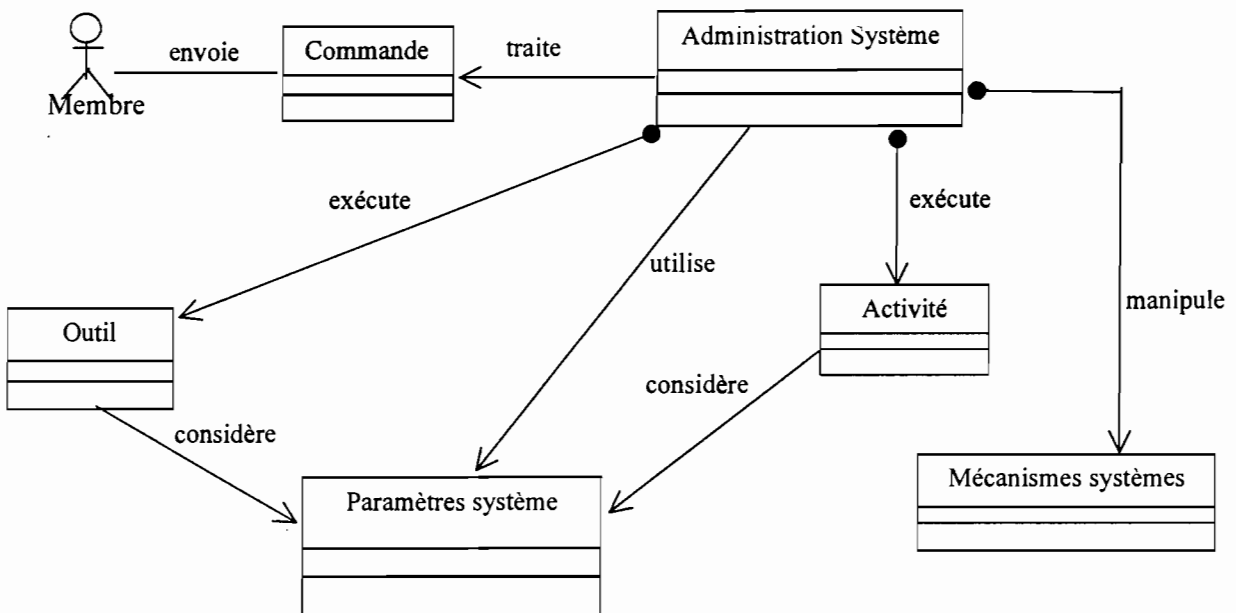 Administration Système
envoie
Commande
traite
Membre
exécute
exécute
utilise
Activité
manipule
Outil
considère
considère
Mécanismes systèmes
Paramètres système